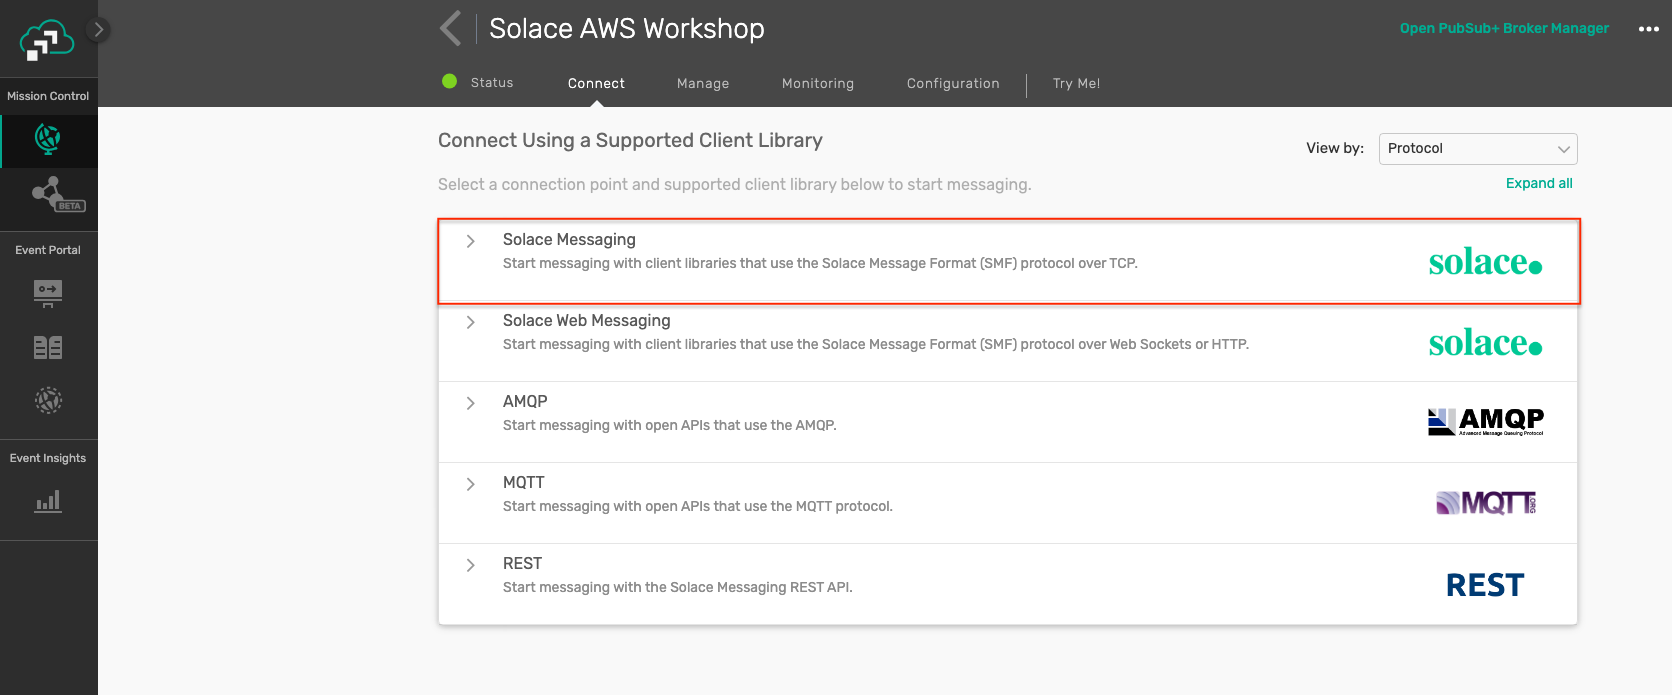 Solace AWS Workshop
Open PubSub+ Broker Manager
Status
Connect
Manage
Monitoring
Configuration
Try Me!
Mission Control
BETA
Event Portal
Event Insights
Connect Using a Supported Client Library
View by:
Protocol
Select a connection point and supported client library below to start messaging.
Expand all
Solace Messaging
Start messaging with client libraries that use the Solace Message Format (SMF) protocol over TCP.
solace.
Solace Web Messaging
Start messaging with client libraries that use the Solace Message Format (SMF) protocol over Web Sockets or HTTP.
solace.
AMQP
Start messaging with open APIs that use the AMQP.
AMQP
Advanced Message Queuing Protocol
MQTT
Start messaging with open APIs that use the MQTT protocol.
MQTT.ORG
REST
Start messaging with the Solace Messaging REST API.
REST